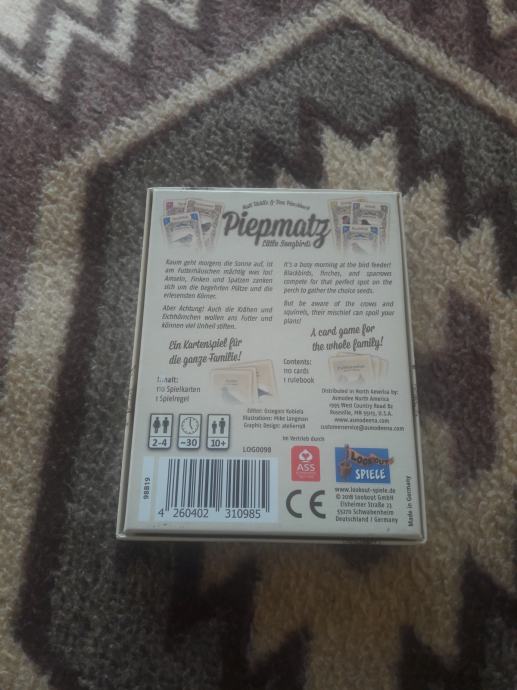 Matt Tolman & Ben Pinchback
Piepmatz
Little Songbirds
Kaum geht morgens die Sonne auf, ist
am Futterhäuschen mächtig was los!
Amseln, Finken und Spatzen zanken
sich um die begehrten Plätze und die
erlesensten Körner.
Aber Achtung! Auch die Krähen und
Eichhörnchen wollen ans Futter und
können viel Unheil stiften.
Ein Kartenspiel für
die ganze Familie!
Inhalt:
110 Spielkarten
1 Spielregel
It's a busy morning at the bird feeder!
Blackbirds, finches, and sparrows
compete for that perfect spot on the
perch to gather the choice seeds.
But be aware of the crows and
squirrels, their mischief can spoil your
plans!
A card game for
the whole family!
Contents:
110 cards
1 rulebook
Distributed in North America by:
Asmodee North America
1995 West Country Road B2
Roseville, MN 55113, U.S.A.
www.asmodeena.com
customerservice@asmodeena.com
Editor: Grzegorz Kobiela
Illustrations: Mike Langman
Graphic Design: atelier198
2-4
~30
10+
LOG0098
Im Vertrieb durch
ASS
LOOKOUT
SPIELE
98B19
4 260402 310985
CE
www.lookout-spiele.de
© 2018 Lookout GmbH
Elsheimer Straße 23
55270 Schwabenheim
Deutschland / Germany
Made in Germany